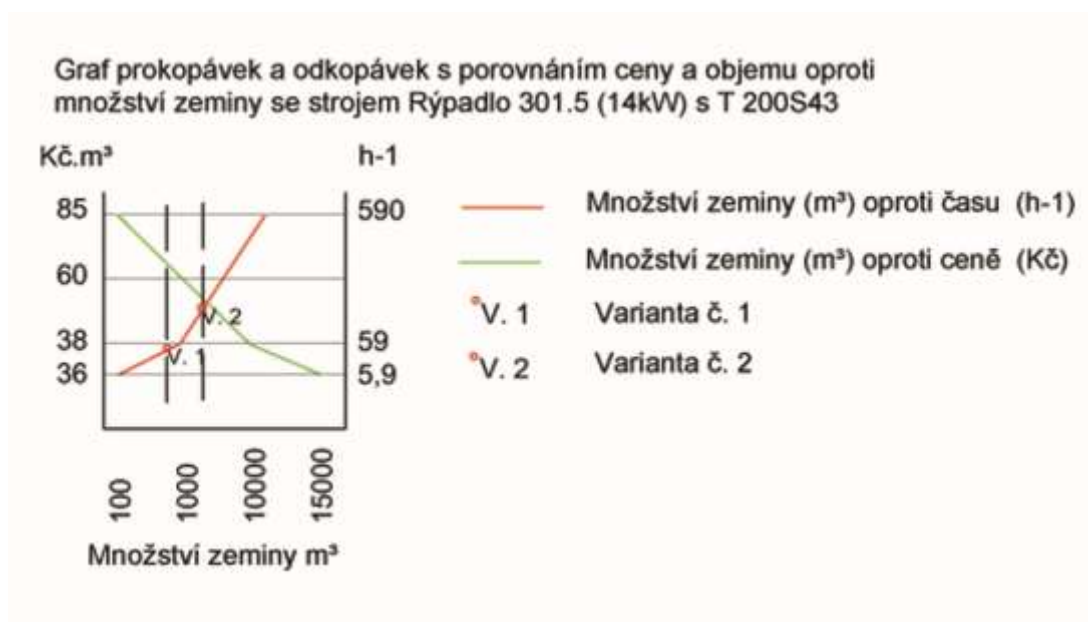 Graf prokopávek a odkopávek s porovnáním ceny a objemu oproti
množství zeminy se strojem Rýpadlo 301.5 (14kW) s T 200S43
Kč.m³
h-1
85
590
60
38
59
36
5,9
V. 2
V. 1
100
1000
10000
15000
Množství zeminy m³
Množství zeminy (m³) oproti času (h-1)
Množství zeminy (m³) oproti ceně (Kč)
V. 1 Varianta č. 1
V. 2 Varianta č. 2